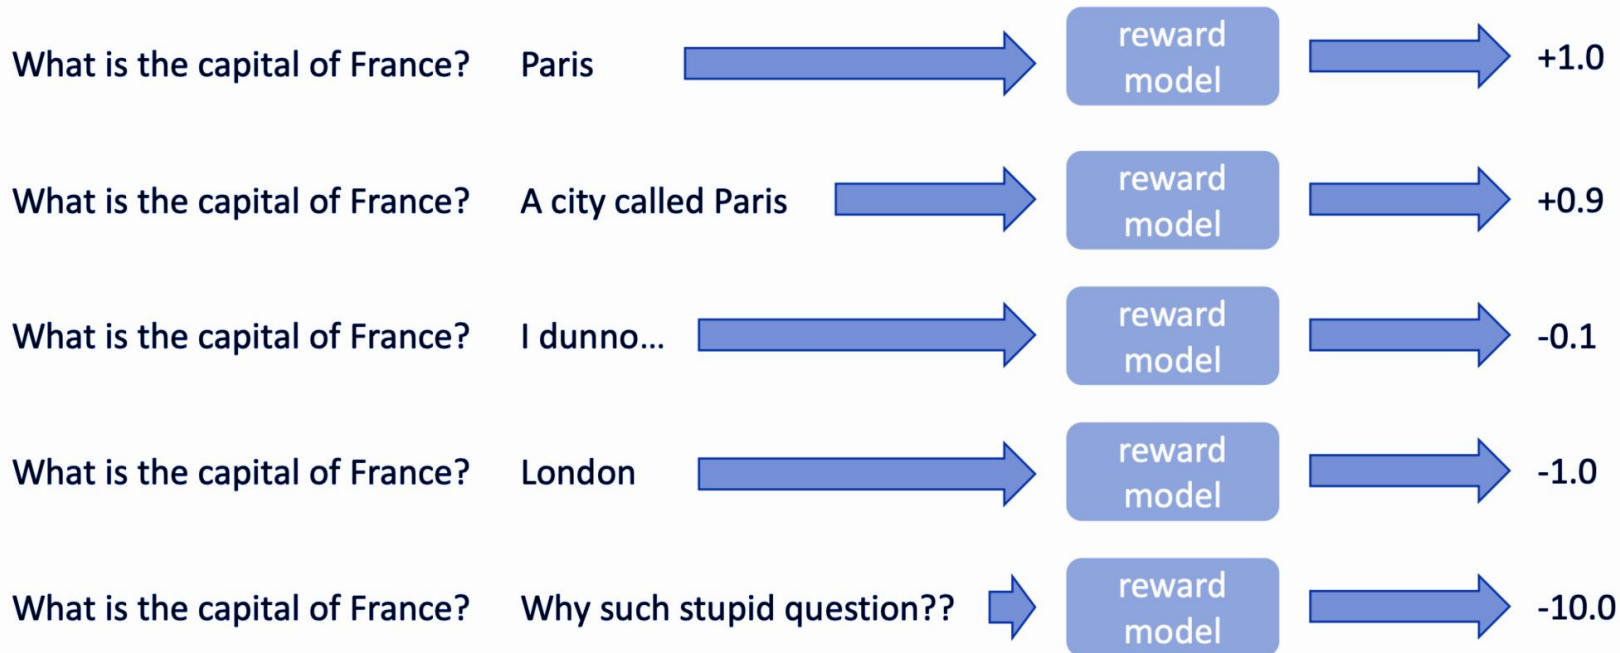 What is the capital of France? Paris reward model +1.0
What is the capital of France? A city called Paris reward model +0.9
What is the capital of France? I dunno... reward model -0.1
What is the capital of France? London reward model -1.0
What is the capital of France? Why such stupid question?? reward model -10.0